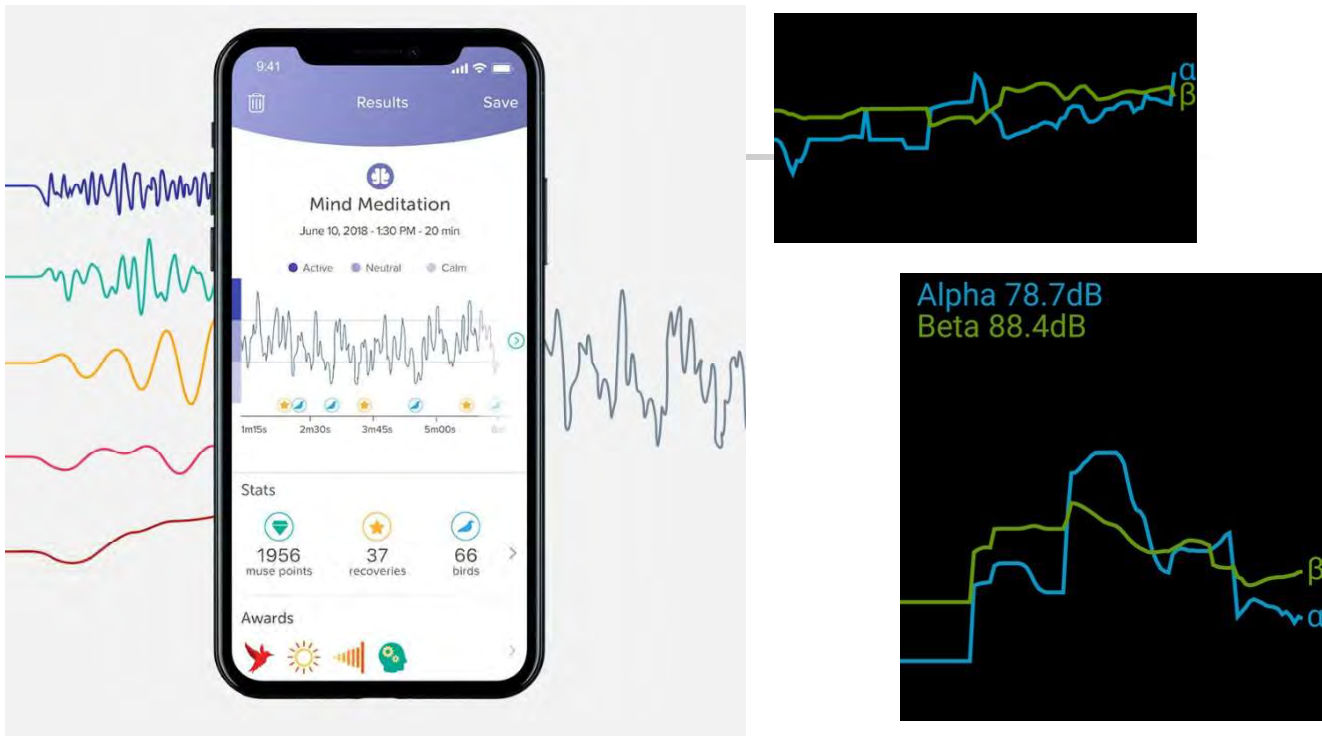 9:41
Results Save
Mind Meditation
June 10, 2018 - 1:30 PM - 20 min
Active Neutral Calm
1m15s 2m30s 3m45s 5m00s
Stats
1956 37 66
muse points recoveries birds
Awards
α
β
Alpha 78.7dB
Beta 88.4dB
β
α